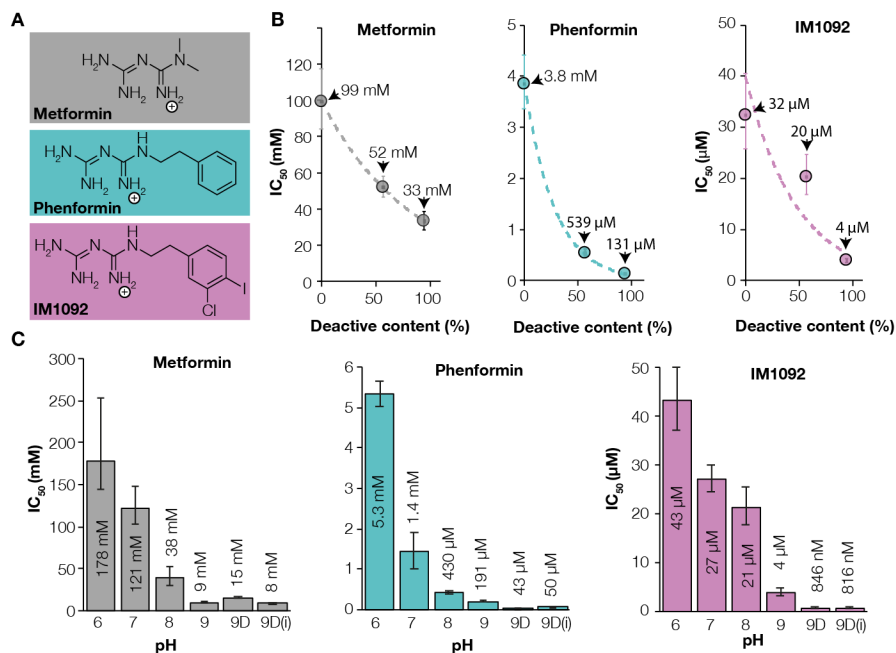 A
H₂N N N
NH₂ NH₂
+
Metformin
H₂N N H N
NH₂ NH₂
+
Phenformin
H₂N N H N
NH₂ NH₂
+
I
Cl
IM1092
B
Metformin
IC₅₀ (mM)
140
120
100
80
60
40
20
0
99 mM
52 mM
33 mM
0 50 100
Deactive content (%)
Phenformin
5
4
3
2
1
0
3.8 mM
539 µM
131 µM
0 50 100
Deactive content (%)
IM1092
IC₅₀ (µM)
50
40
30
20
10
0
32 µM
20 µM
4 µM
0 50 100
Deactive content (%)
C
Metformin
IC₅₀ (mM)
300
250
200
150
100
50
0
178 mM
121 mM
38 mM
9 mM
15 mM
8 mM
6 7 8 9 9D 9D(i)
pH
Phenformin
6
5
4
3
2
1
0
5.3 mM
1.4 mM
430 µM
191 µM
43 µM
50 µM
6 7 8 9 9D 9D(i)
pH
IM1092
IC₅₀ (µM)
50
40
30
20
10
0
43 µM
27 µM
21 µM
4 µM
846 nM
816 nM
6 7 8 9 9D 9D(i)
pH